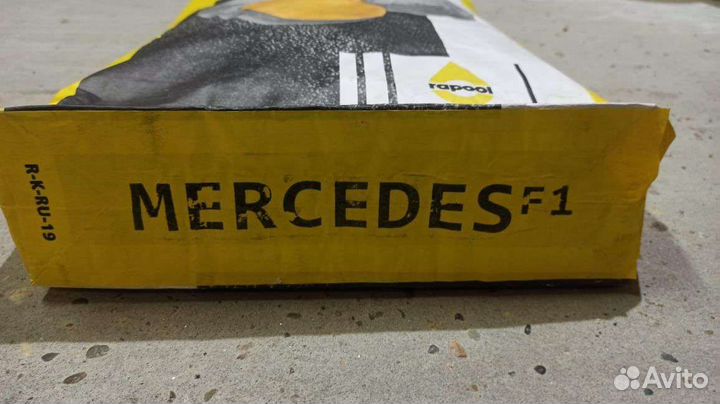 rapool
R-K-RU-19
MERCEDES F1
Avito